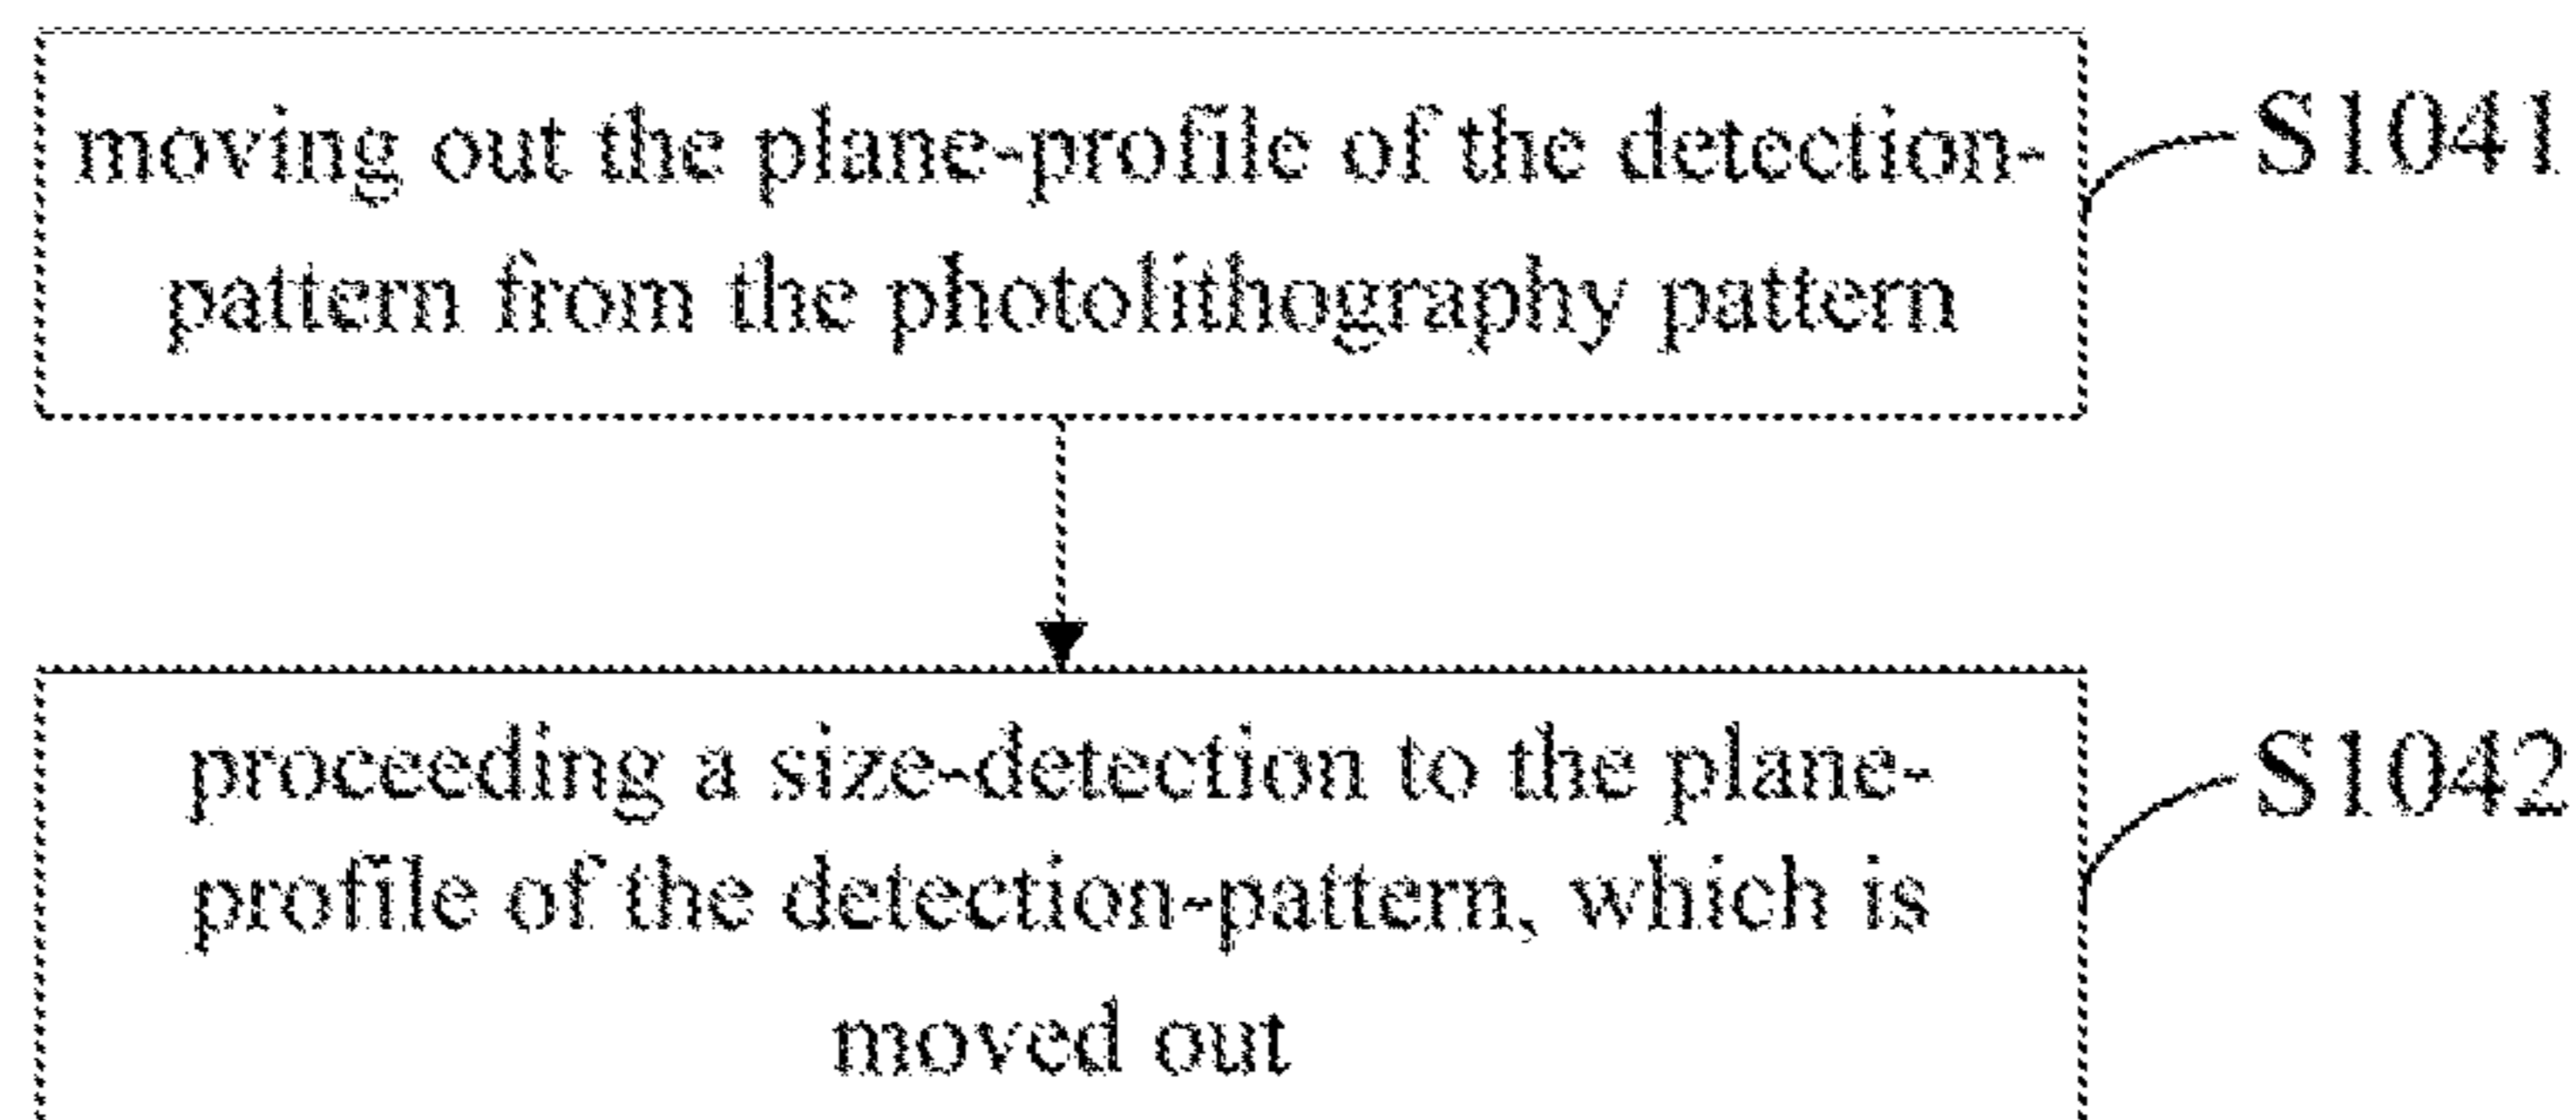 moving out the plane-profile of the detection-
pattern from the photolithography pattern
S1041
proceeding a size-detection to the plane-
profile of the detection-pattern, which is
moved out
S1042